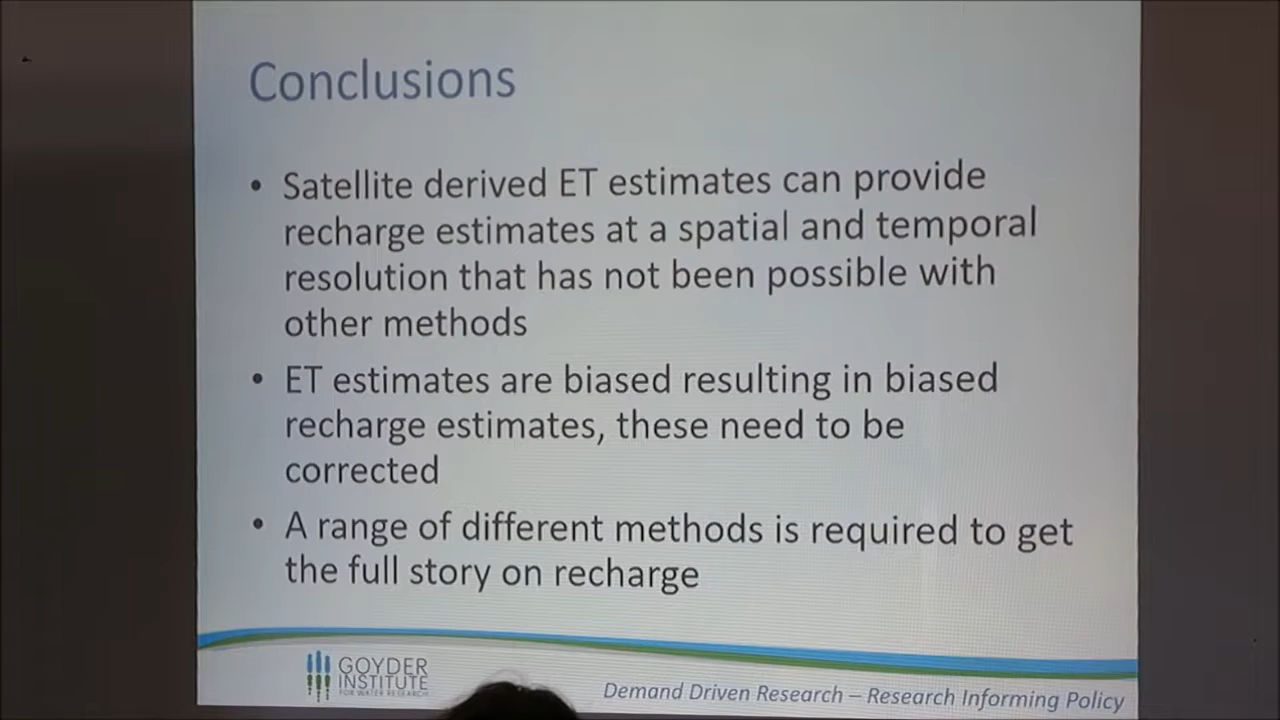 Conclusions
• Satellite derived ET estimates can provide
recharge estimates at a spatial and temporal
resolution that has not been possible with
other methods
• ET estimates are biased resulting in biased
recharge estimates, these need to be
corrected
• A range of different methods is required to get
the full story on recharge
GOYDER
INSTITUTE
FOR WATER RESEARCH
Demand Driven Research – Research Informing Policy